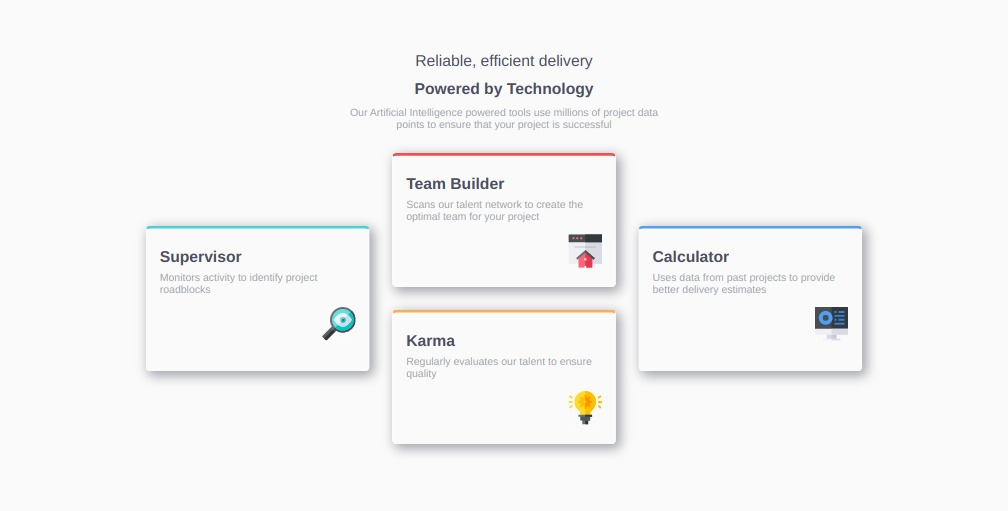 Reliable, efficient delivery
Powered by Technology
Our Artificial Intelligence powered tools use millions of project data
points to ensure that your project is successful
Supervisor
Monitors activity to identify project
roadblocks
Team Builder
Scans our talent network to create the
optimal team for your project
Karma
Regularly evaluates our talent to ensure
quality
Calculator
Uses data from past projects to provide
better delivery estimates